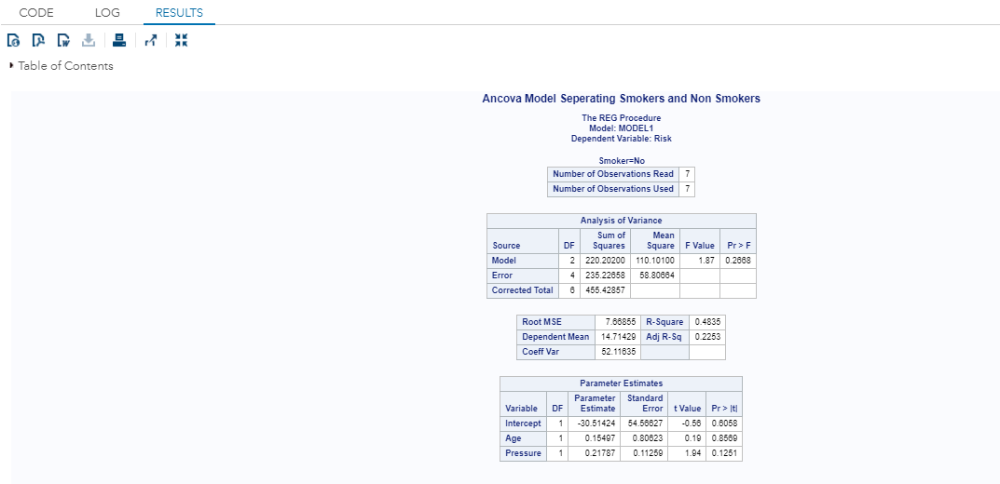 CODE LOG RESULTS
Table of Contents
Ancova Model Seperating Smokers and Non Smokers
The REG Procedure
Model: MODEL1
Dependent Variable: Risk
Smoker=No
Number of Observations Read 7
Number of Observations Used 7
Analysis of Variance
Source DF Sum of Squares Mean Square F Value Pr > F
Model 2 220.20200 110.10100 1.87 0.2668
Error 4 235.22658 58.80664
Corrected Total 6 455.42857
Root MSE 7.66855 R-Square 0.4835
Dependent Mean 14.71429 Adj R-Sq 0.2253
Coeff Var 52.11635
Parameter Estimates
Variable DF Parameter Estimate Standard Error t Value Pr > |t|
Intercept 1 -30.51424 54.56627 -0.56 0.6058
Age 1 0.15497 0.80623 0.19 0.8569
Pressure 1 0.21787 0.11259 1.94 0.1251